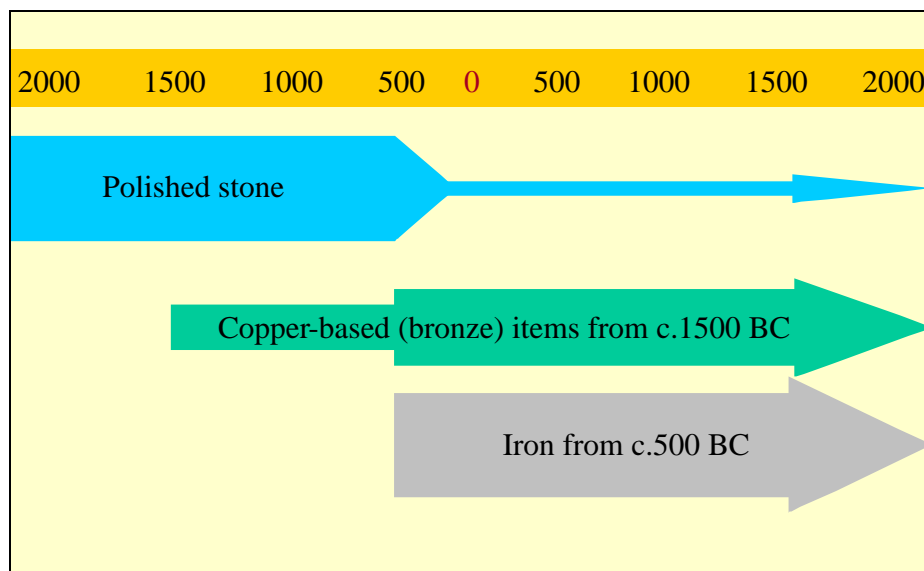 2000 1500 1000 500 0 500 1000 1500 2000
Polished stone
Copper-based (bronze) items from c.1500 BC
Iron from c.500 BC